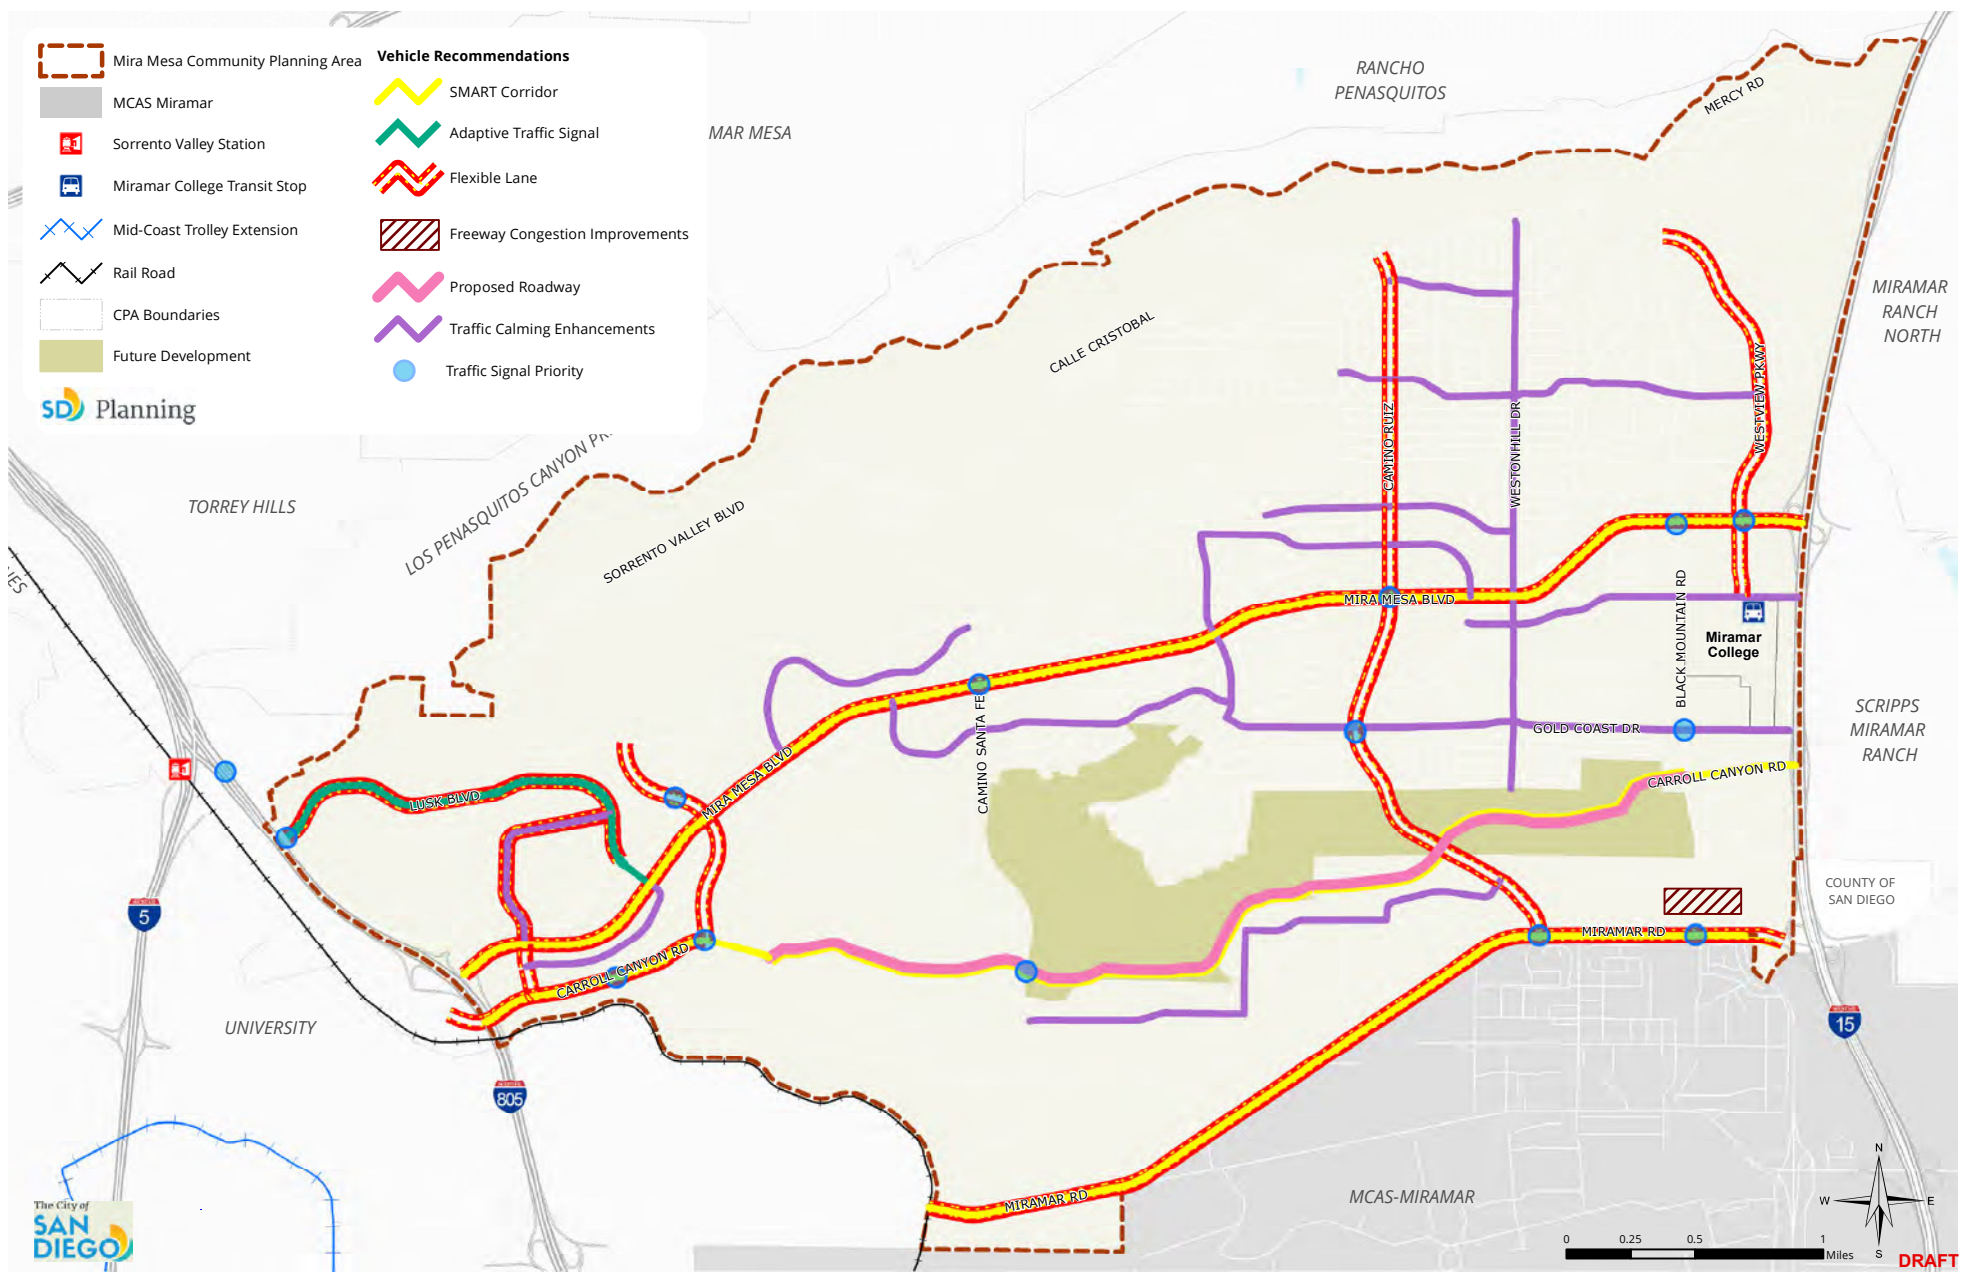 Mira Mesa Community Planning Area
MCAS Miramar
Sorrento Valley Station
Miramar College Transit Stop
Mid-Coast Trolley Extension
Rail Road
CPA Boundaries
Future Development
SD Planning
Vehicle Recommendations
SMART Corridor
Adaptive Traffic Signal
Flexible Lane
Freeway Congestion Improvements
Proposed Roadway
Traffic Calming Enhancements
Traffic Signal Priority
MAR MESA
RANCHO
PENASQUITOS
MERCY RD
MIRAMAR
RANCH
NORTH
CALLE CRISTOBAL
WESTVIEW PKWY
CAMINO RUIZ
WESTONHILL DR
TORREY HILLS
LOS PENASQUITOS CANYON PR
SORRENTO VALLEY BLVD
MIRA MESA BLVD
BLACK MOUNTAIN RD
Miramar
College
SCRIPPS
MIRAMAR
RANCH
CAMINO SANTA FE
GOLD COAST DR
MIRA MESA BLVD
CARROLL CANYON RD
LUSK BLVD
COUNTY OF
SAN DIEGO
5
MIRAMAR RD
CARROLL CANYON RD
UNIVERSITY
15
805
MIRAMAR RD
MCAS-MIRAMAR
The City of
SAN
DIEGO
N
W E
S
0 0.25 0.5 1
Miles
DRAFT